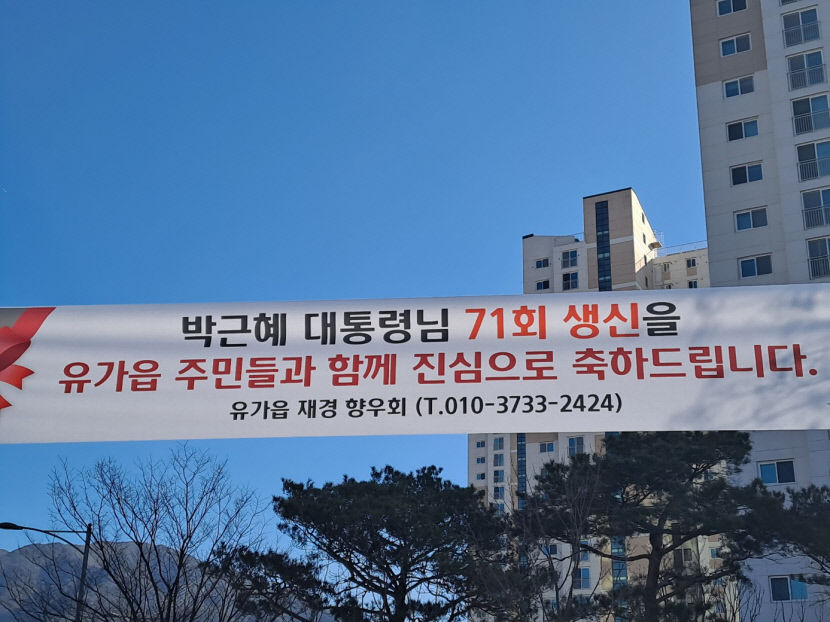 박근혜 대통령님 71회 생신을
유가읍 주민들과 함께 진심으로 축하드립니다.
유가읍 재경 향우회 (T.010-3733-2424)